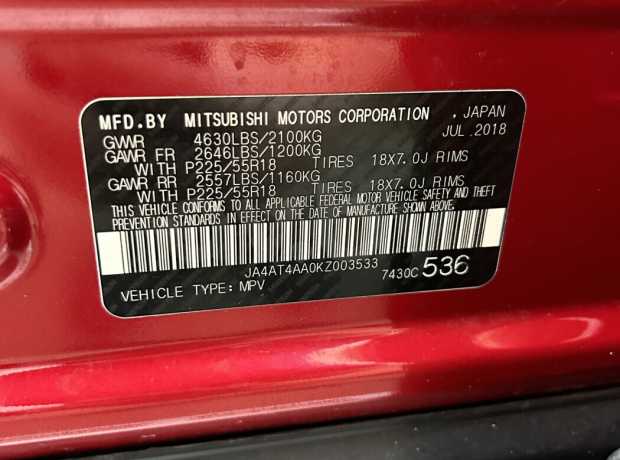 MFD.BY MITSUBISHI MOTORS CORPORATION , JAPAN
GVWR 4630LBS/2100KG JUL.2018
GAWR FR 2646LBS/1200KG
WITH P225/55R18 TIRES 18X7.0J RIMS
GAWR RR 2557LBS/1160KG
WITH P225/55R18 TIRES 18X7.0J RIMS
THIS VEHICLE CONFORMS TO ALL APPLICABLE FEDERAL MOTOR VEHICLE SAFETY AND THEFT
PREVENTION STANDARDS IN EFFECT ON THE DATE OF MANUFACTURE SHOWN ABOVE.
JA4AT4AA0KZ003533
7430C 536
VEHICLE TYPE: MPV